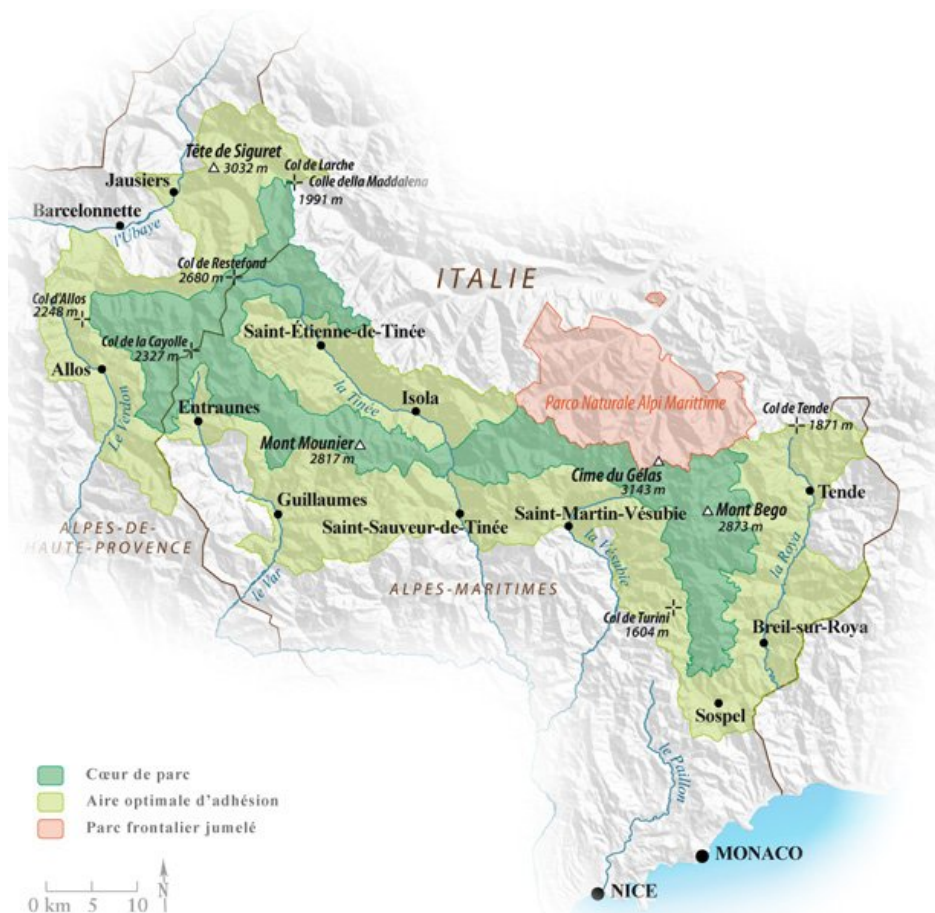 Tête de Siguret
3032 m
Col de Larche
Colle della Maddalena
1991 m
Jausiers
Barcelonnette
l'Ubaye
Col de Restefond
2680 m
ITALIE
Col d'Allos
2248 m
Saint-Étienne-de-Tinée
Col de la Cayolle
2327 m
Allos
la Tinée
Isola
Parco Naturale Alpi Marittime
Col de Tende
1871 m
Entraunes
Le Verdon
Mont Mounier
2817 m
Cime du Gélas
3143 m
Tende
Guillaumes
Saint-Sauveur-de-Tinée
Saint-Martin-Vésubie
Mont Bego
2873 m
ALPES-DE-
HAUTE-PROVENCE
le Var
la Vésubie
la Roya
ALPES-MARITIMES
Col de Turini
1604 m
Breil-sur-Roya
Sospel
le Paillon
Cœur de parc
Aire optimale d'adhésion
Parc frontalier jumelé
MONACO
NICE
N
0 km 5 10